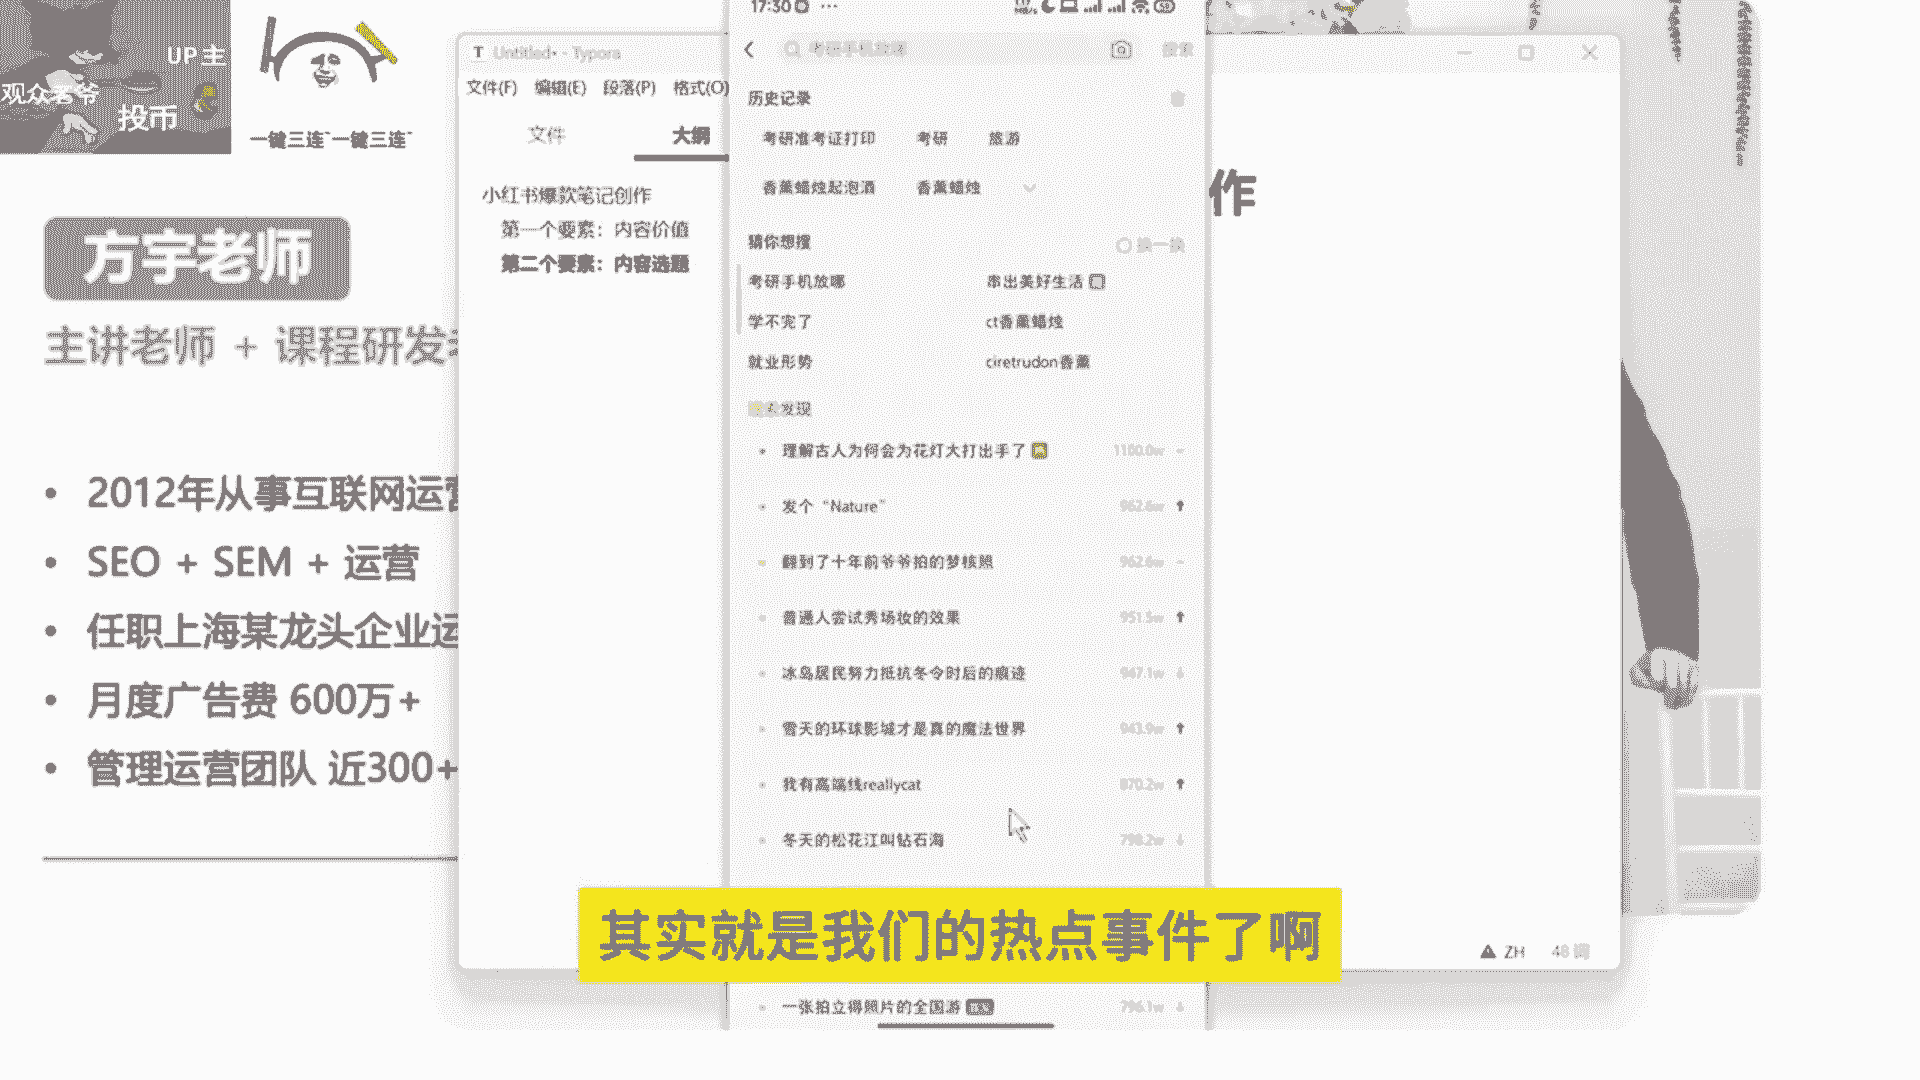 UP主
观众老爷
投币
一键三连~一键三连~
方宇老师
主讲老师 + 课程研发
2012年从事互联网运营
SEO + SEM + 运营
任职上海某龙头企业运
月度广告费 600万+
管理运营团队 近300+
T Untitled• - Typora
文件(F) 编辑(E) 段落(P) 格式(O)
文件 大纲
小红书爆款笔记创作
第一个要素：内容价值
第二个要素：内容选题
作
17:30
考研手机放哪 搜索
历史记录
考研准考证打印 考研 旅游
香薰蜡烛起泡酒 香薰蜡烛
猜你想搜 换一换
考研手机放哪 串出美好生活
学不完了 ct香薰蜡烛
就业形势 ciretrudon香薰
发现
理解古人为何会为花灯大打出手了 1100.0w
发个“Nature” 962.6w
翻到了十年前爷爷拍的梦核照 952.6w
普通人尝试秀场妆的效果 951.5w
冰岛居民努力抵抗冬令时后的痕迹 947.1w
雪天的环球影城才是真的魔法世界 943.9w
我有高端线reallycat 870.2w
冬天的松花江叫钻石海 798.2w
其实就是我们的热点事件了啊
一张拍立得照片的全国游 796.1w
ZH 48 词